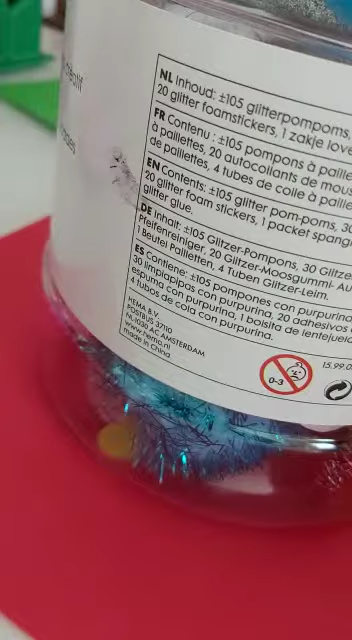 NL Inhoud: ±105 glitterpompoms,
20 glitter foamstickers, 1 zakje love
FR Contenu : ±105 pompons à paille
à paillettes, 20 autocollants de mous
de paillettes, 4 tubes de colle à paille
EN Contents: ±105 glitter pom-poms, 30
20 glitter foam stickers, 1 packet spang
glitter glue.
DE Inhalt: ±105 Glitzer-Pompons, 30 Glitze
Pfeifenreiniger, 20 Glitzer-Moosgummi-Au
1 Beutel Pailletten, 4 Tuben Glitzer-Leim.
ES Contiene: ±105 pompones con purpurina
30 limpiapipas con purpurina, 20 adhesivos
espuma con purpurina, 1 bolsita de lentejuela
4 tubos de cola con purpurina.
HEMA B.V.
POSTBUS 37110
NL-1030 AC AMSTERDAM
www.hema.nl
made in China
0-3
15.99.0